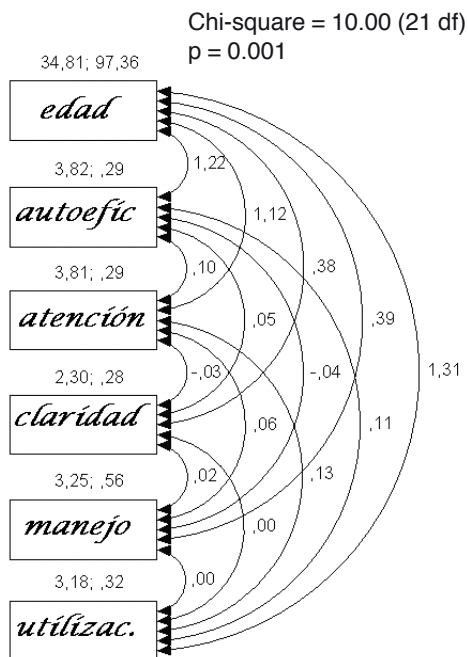 Chi-square = 10.00 (21 df)
p = 0.001
34,81; 97,36
edad
3,82; ,29
1,22
autoefic
1,12
,10
,38
3,81; ,29
atención
,05
,39
2,30; ,28
-,03
-,04
1,31
claridad
,06
,11
3,25; ,56
,02
,13
manejo
,00
3,18; ,32
,00
utilizac.